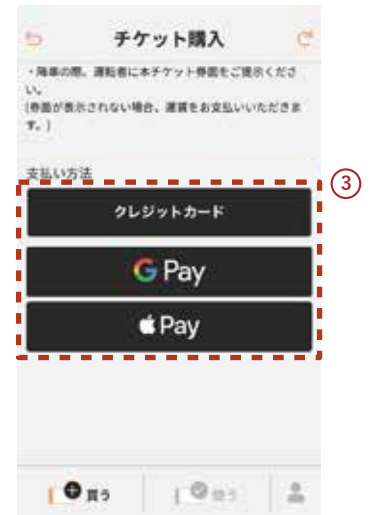 チケット購入
・降車の際、運転者に本チケット券面をご提示くださ
い。
(券面が表示されない場合、運賃をお支払いいただきま
す。)
支払い方法
③
クレジットカード
G Pay
Pay
買う
使う